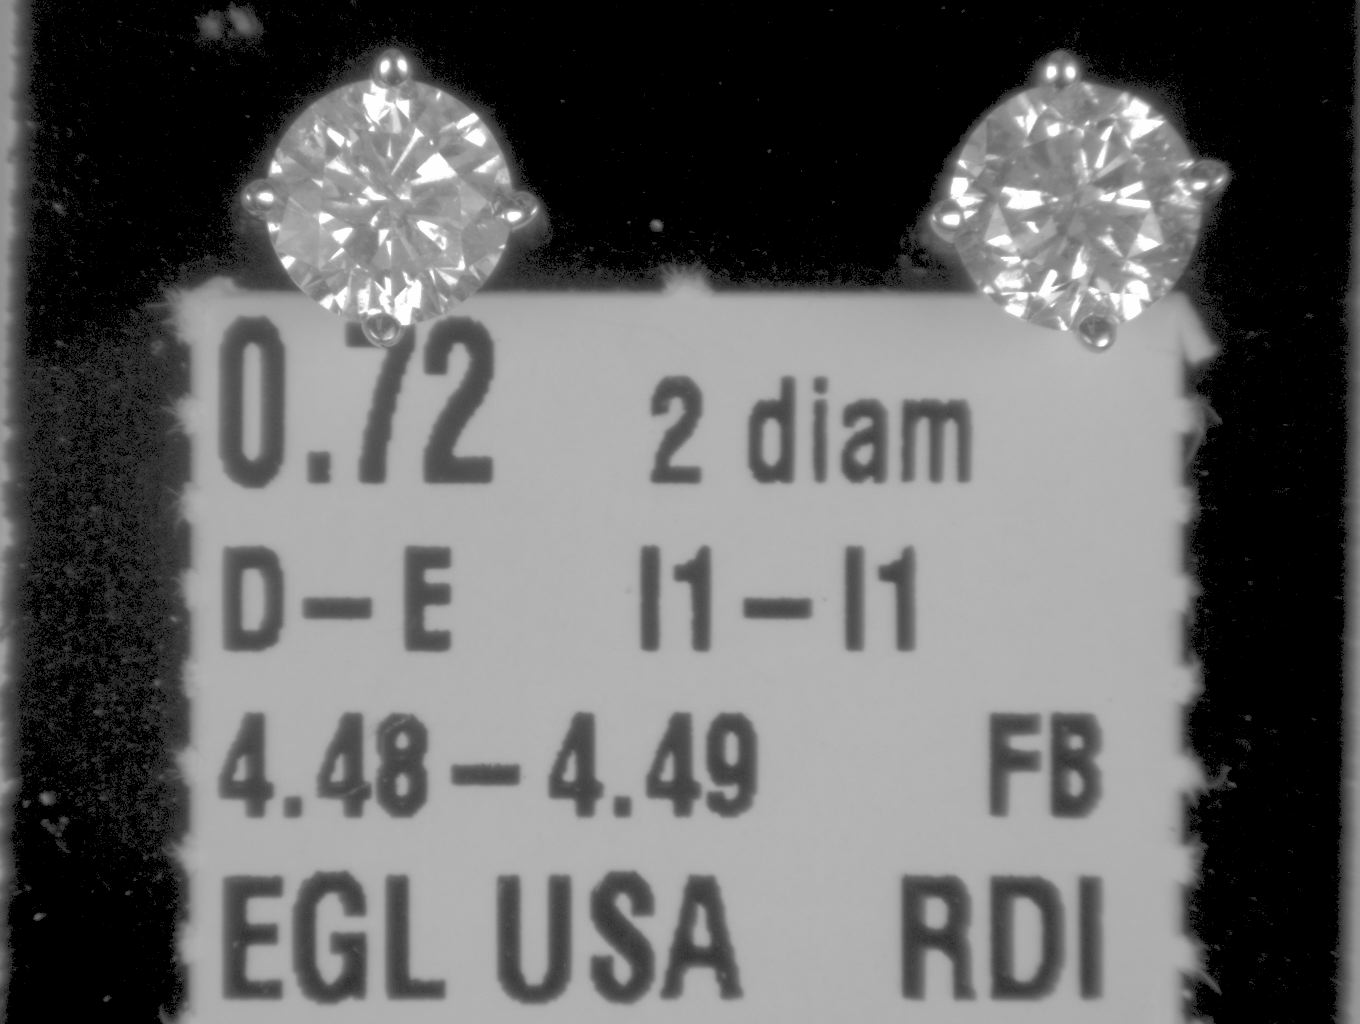 0.72 2 diam
D-E I1-I1
4.48-4.49 FB
EGL USA RDI